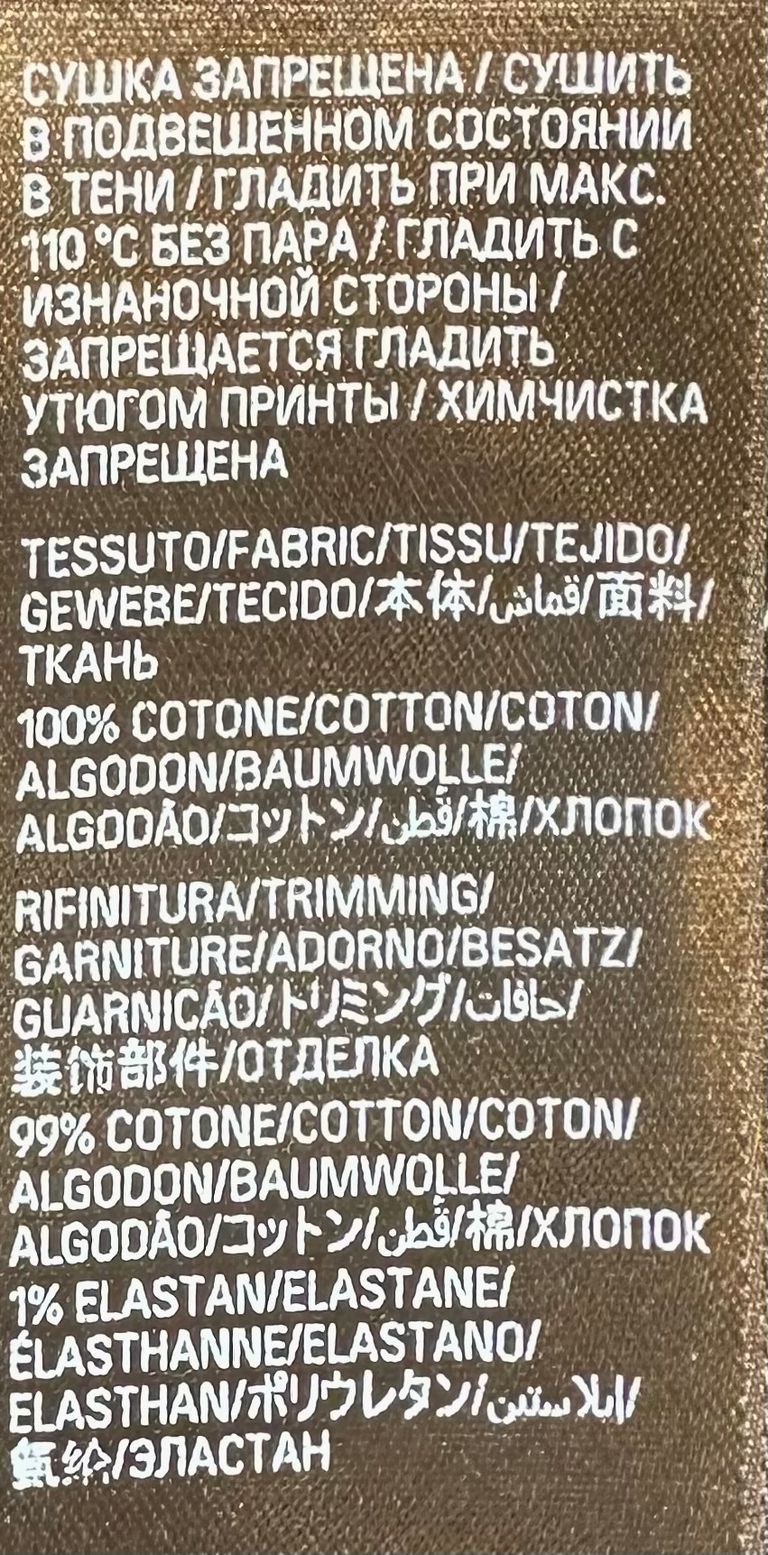 СУШКА ЗАПРЕЩЕНА / СУШИТЬ
В ПОДВЕШЕННОМ СОСТОЯНИИ
В ТЕНИ / ГЛАДИТЬ ПРИ МАКС.
110 °C БЕЗ ПАРА / ГЛАДИТЬ С
ИЗНАНОЧНОЙ СТОРОНЫ /
ЗАПРЕЩАЕТСЯ ГЛАДИТЬ
УТЮГОМ ПРИНТЫ / ХИМЧИСТКА
ЗАПРЕЩЕНА
TESSUTO/FABRIC/TISSU/TEJIDO/
GEWEBE/TECIDO/本体/قماش/面料/
ТКАНЬ
100% COTONE/COTTON/COTON/
ALGODON/BAUMWOLLE/
ALGODÃO/コットン/قطن/棉/ХЛОПОК
RIFINITURA/TRIMMING/
GARNITURE/ADORNO/BESATZ/
GUARNICÃO/トリミング/حافات/
装饰部件/ОТДЕЛКА
99% COTONE/COTTON/COTON/
ALGODON/BAUMWOLLE/
ALGODÃO/コットン/قطن/棉/ХЛОПОК
1% ELASTAN/ELASTANE/
ÉLASTHANNE/ELASTANO/
ELASTHAN/ポリウレタン/ايلاستين/
氨纶/ЭЛАСТАН